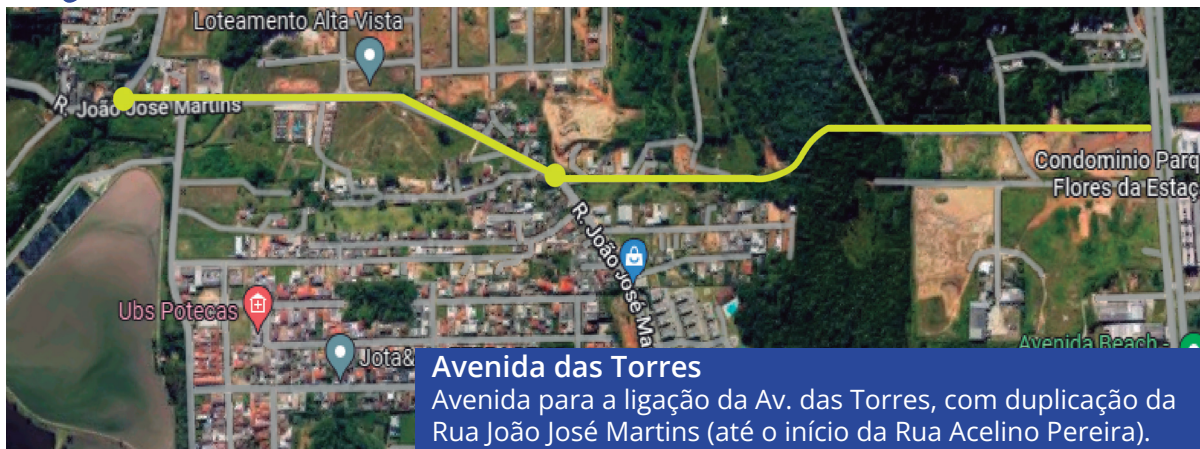 Loteamento Alta Vista
R. João José Martins
Condominio Parq
Flores da Estaç
R. João José Ma
Ubs Potecas
Jota&
Avenida Beach -
Avenida das Torres
Avenida para a ligação da Av. das Torres, com duplicação da
Rua João José Martins (até o início da Rua Acelino Pereira).